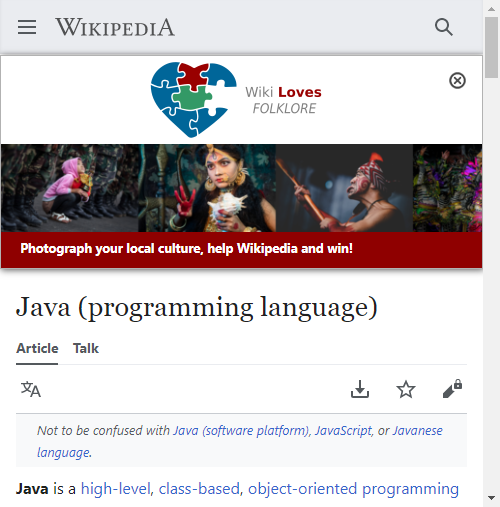 WIKIPEDIA
Wiki Loves
FOLKLORE
Photograph your local culture, help Wikipedia and win!
Java (programming language)
Article Talk
Not to be confused with Java (software platform), JavaScript, or Javanese
language.
Java is a high-level, class-based, object-oriented programming